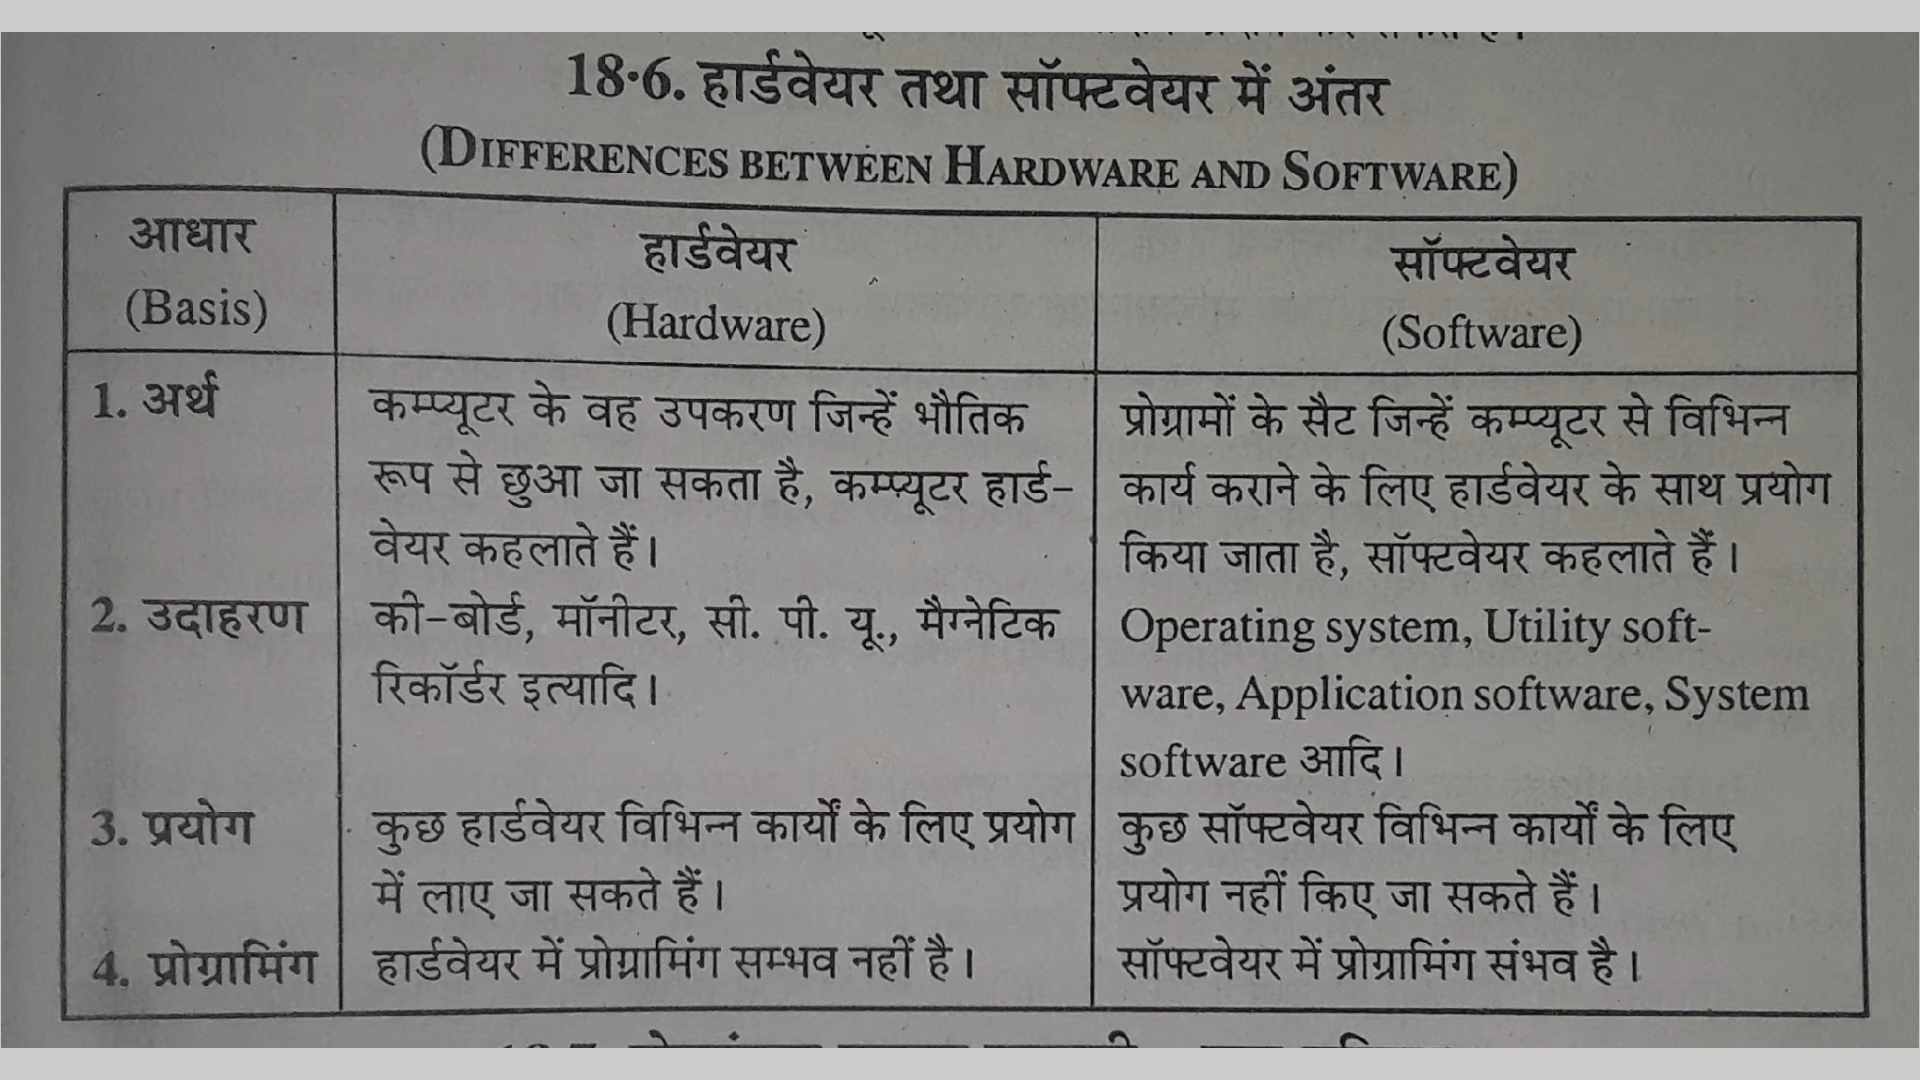 18·6. हार्डवेयर तथा सॉफ्टवेयर में अंतर
(DIFFERENCES BETWEEN HARDWARE AND SOFTWARE)
आधार
(Basis)
हार्डवेयर
(Hardware)
सॉफ्टवेयर
(Software)
1. अर्थ
कम्प्यूटर के वह उपकरण जिन्हें भौतिक
रूप से छुआ जा सकता है, कम्प्यूटर हार्ड-
वेयर कहलाते हैं।
प्रोग्रामों के सैट जिन्हें कम्प्यूटर से विभिन्न
कार्य कराने के लिए हार्डवेयर के साथ प्रयोग
किया जाता है, सॉफ्टवेयर कहलाते हैं।
2. उदाहरण
की-बोर्ड, मॉनीटर, सी. पी. यू., मैग्नेटिक
रिकॉर्डर इत्यादि।
Operating system, Utility soft-
ware, Application software, System
software आदि।
3. प्रयोग
कुछ हार्डवेयर विभिन्न कार्यों के लिए प्रयोग
में लाए जा सकते हैं।
कुछ सॉफ्टवेयर विभिन्न कार्यों के लिए
प्रयोग नहीं किए जा सकते हैं।
4. प्रोग्रामिंग
हार्डवेयर में प्रोग्रामिंग सम्भव नहीं है।
सॉफ्टवेयर में प्रोग्रामिंग संभव है।